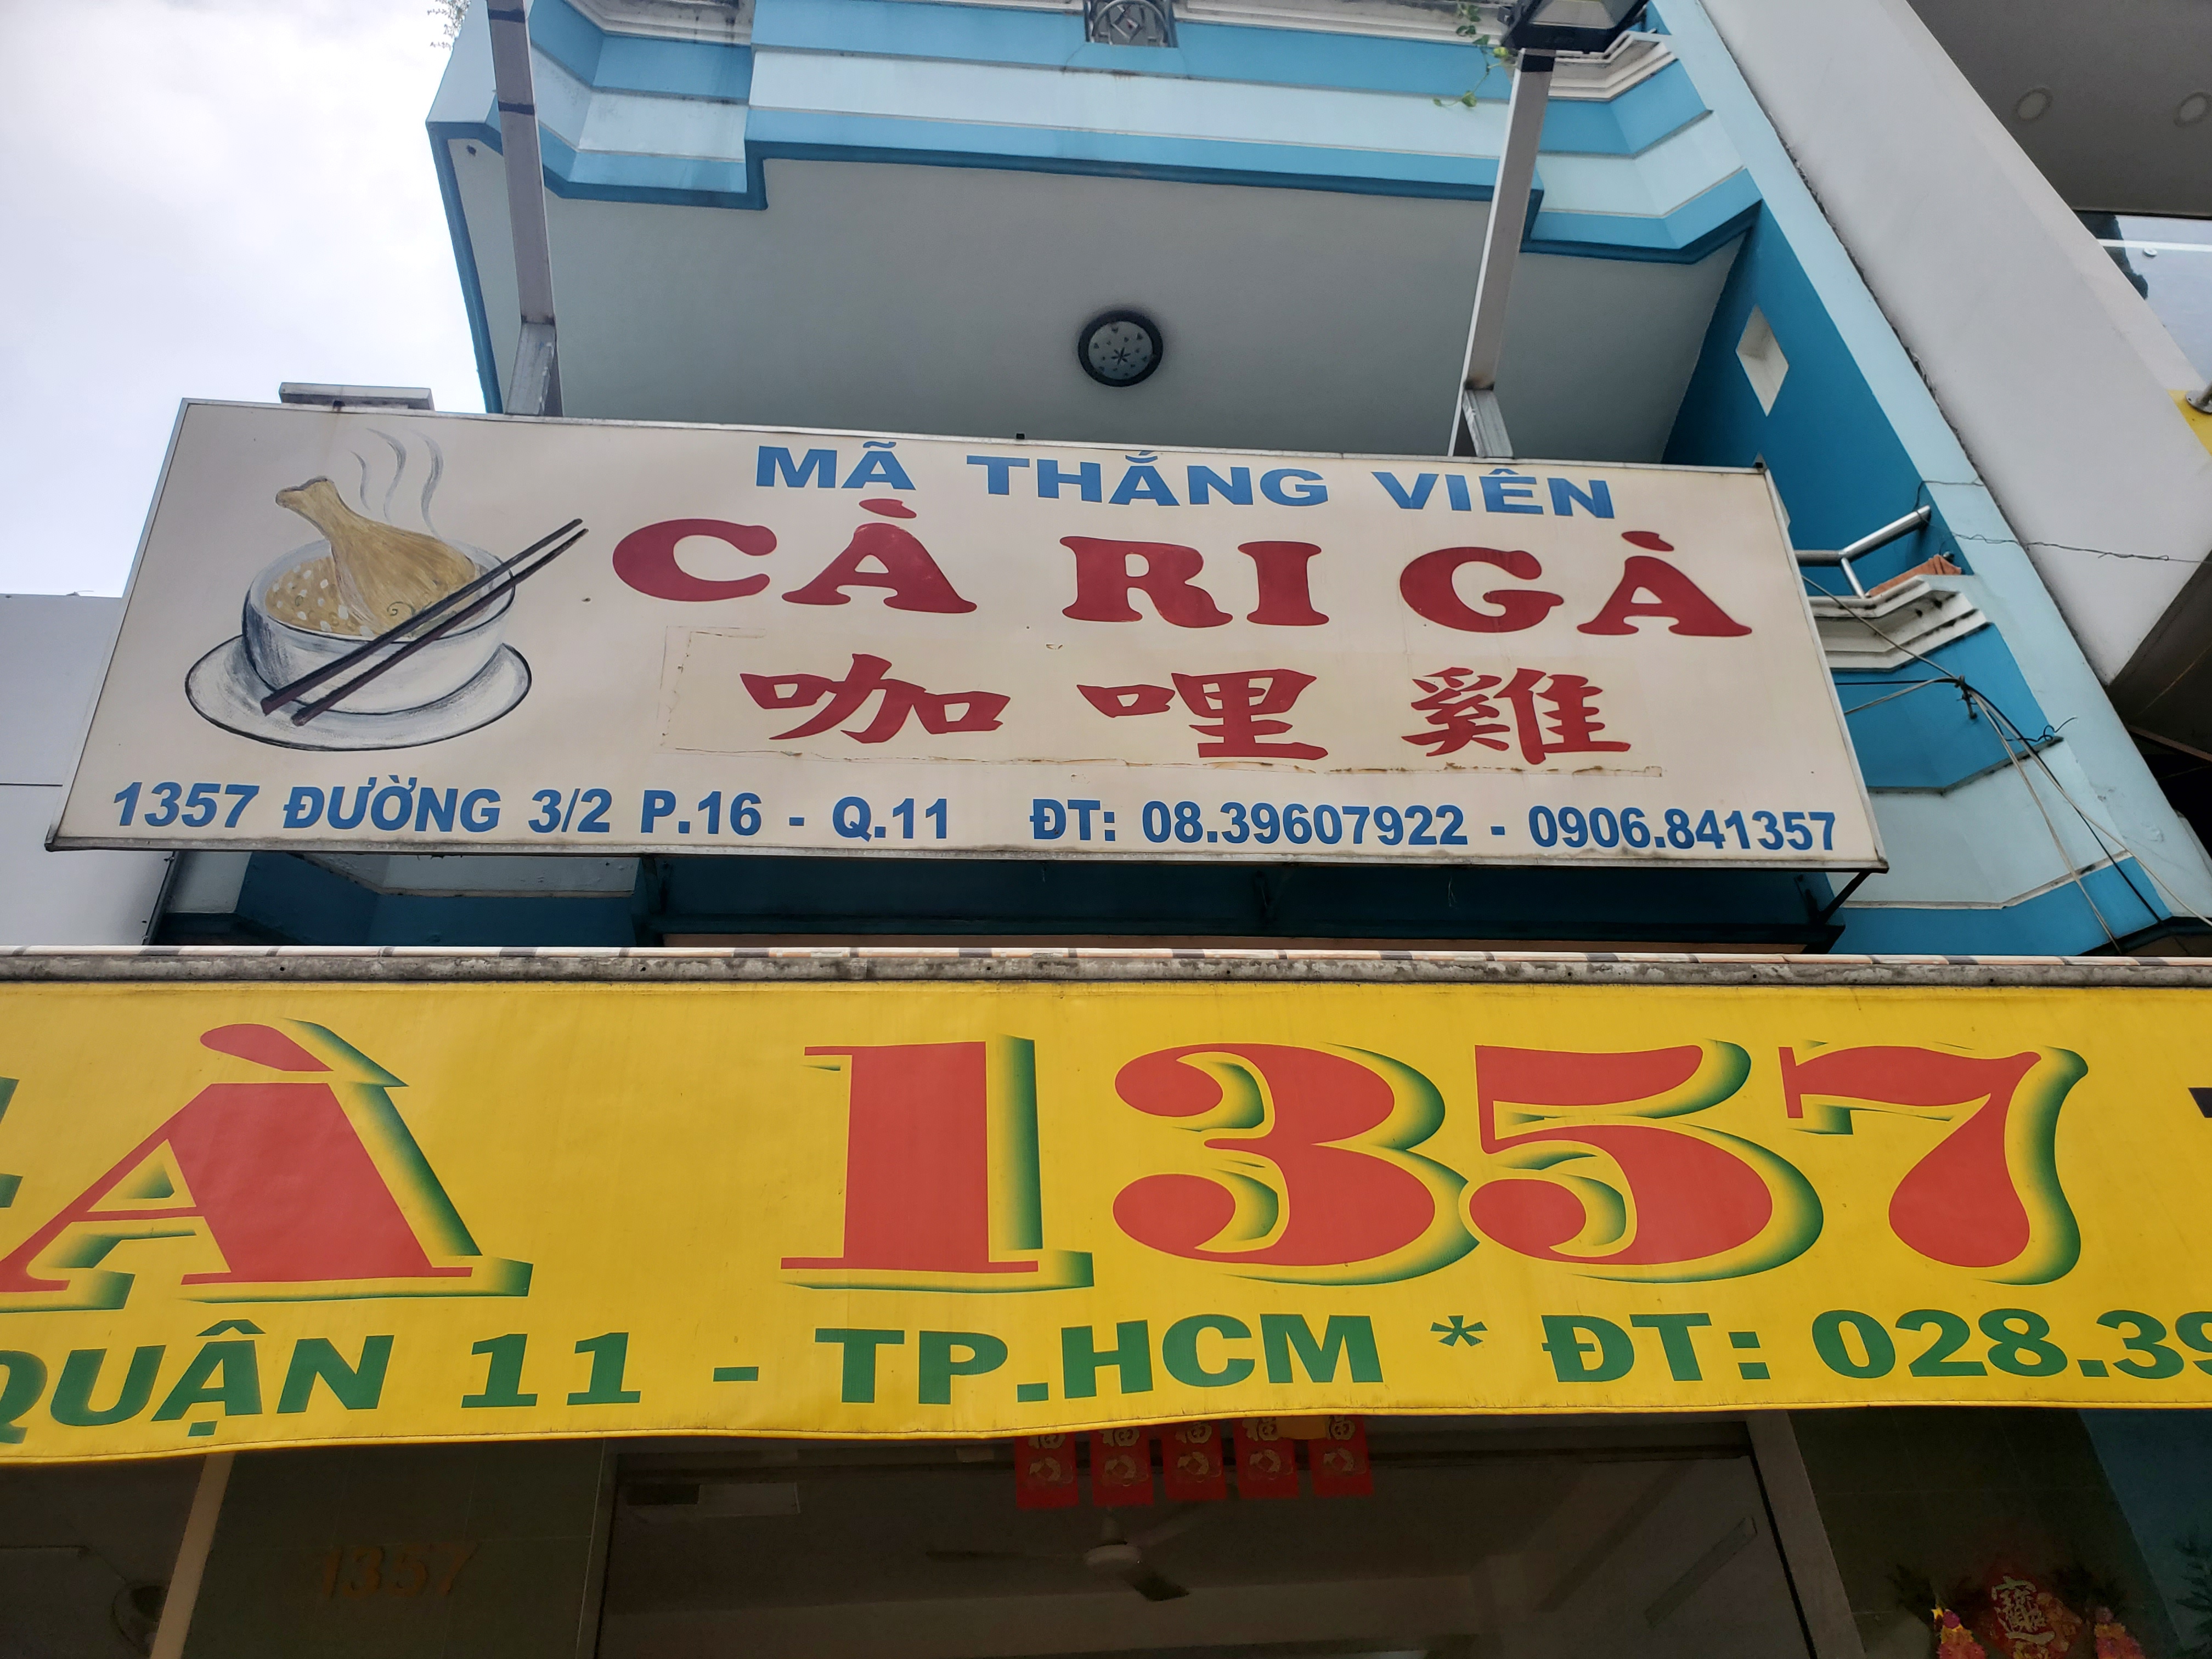 MÃ THẮNG VIÊN
CÀ RI GÀ
咖哩雞
1357 ĐƯỜNG 3/2 P.16 - Q.11 ĐT: 08.39607922 - 0906.841357
À 1357
QUẬN 11 - TP.HCM * ĐT: 028.39
1357